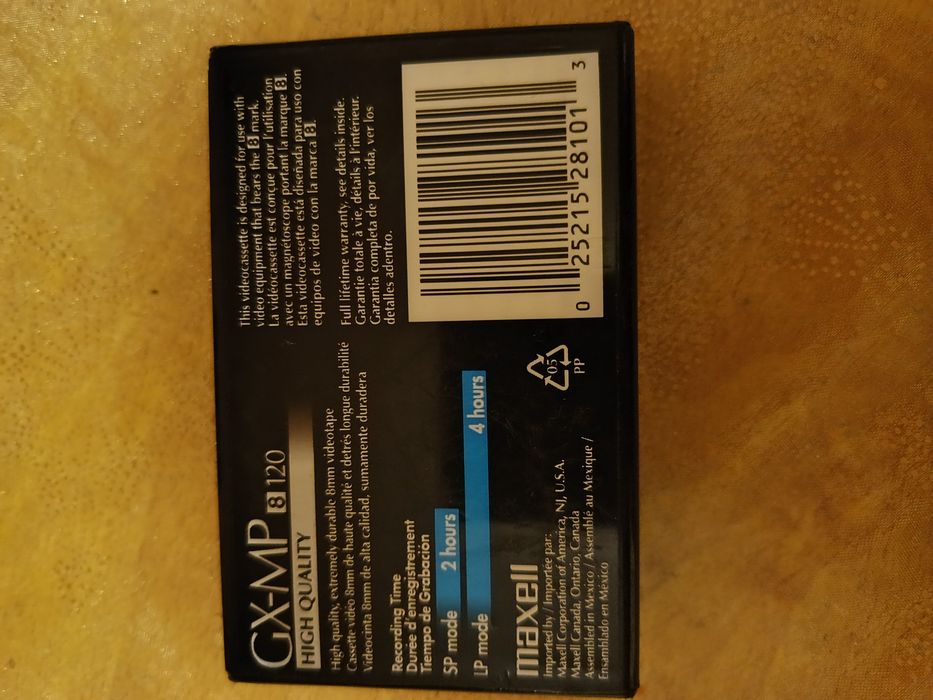 GX-MP 8 120
HIGH QUALITY
High quality, extremely durable 8mm videotape
Cassette vidéo 8mm de haute qualité et detrés longue durabilité
Videocinta 8mm de alta calidad, sumamente duradera
Recording Time
Durée d'enregistrement
Tiempo de Grabación
SP mode 2 hours
LP mode 4 hours
maxell
Imported by / Importée par:
Maxell Corporation of America, NJ, U.S.A.
Maxell Canada, Ontario, Canada
Assembled in Mexico / Assemblé au Mexique /
Ensamblado en México
05
PP
This videocassette is designed for use with
video equipment that bears the 8 mark.
La vidéocassette est conçue pour l'utilisation
avec un magnétoscope portant la marque 8.
Esta videocassette está diseñada para uso con
equipos de video con la marca 8.
Full lifetime warranty, see details inside.
Garantie totale à vie, détails à l'intérieur.
Garantía completa de por vida, ver los
detalles adentro.
0 25215 28101 3